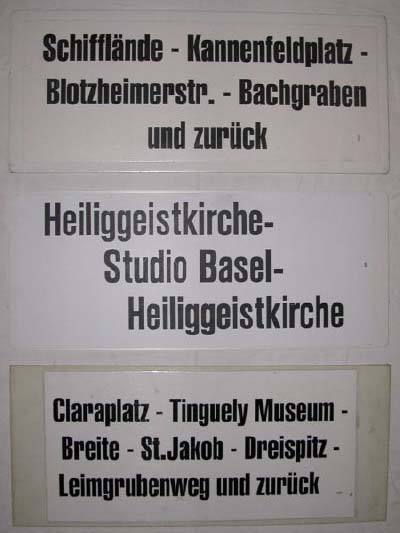 Schifflände - Kannenfeldplatz -
Blotzheimerstr. - Bachgraben
und zurück
Heiliggeistkirche-
Studio Basel-
Heiliggeistkirche
Claraplatz - Tinguely Museum -
Breite - St.Jakob - Dreispitz -
Leimgrubenweg und zurück